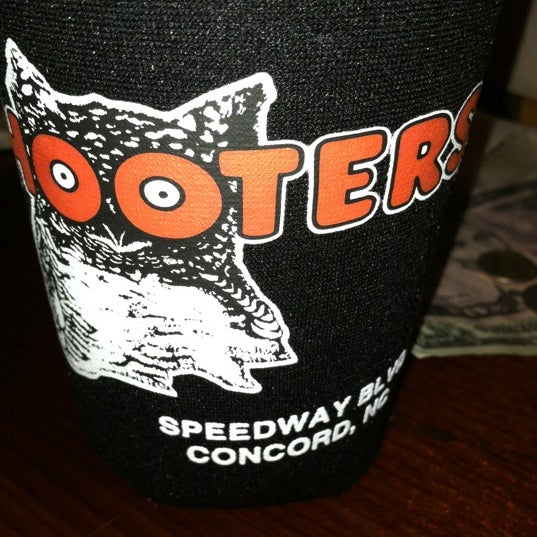 HOOTERS
SPEEDWAY BLVD
CONCORD, NC